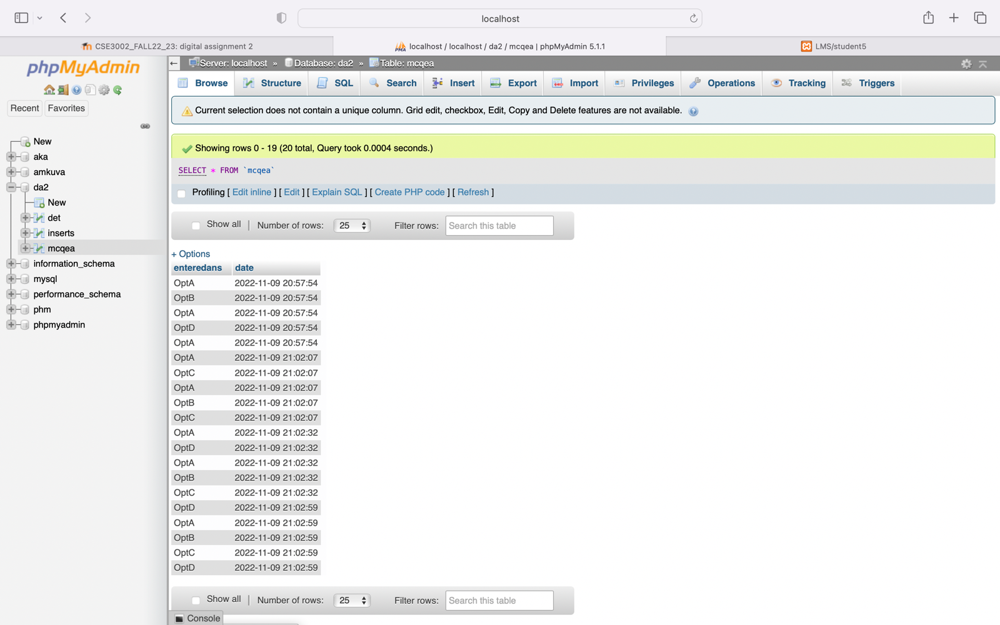 localhost
CSE3002_FALL22_23: digital assignment 2
PMA localhost / localhost / da2 / mcqea | phpMyAdmin 5.1.1
LMS/student5
phpMyAdmin
Recent
Favorites
New
aka
amkuva
da2
New
det
inserts
mcqea
information_schema
mysql
performance_schema
phm
phpmyadmin
Server: localhost » Database: da2 » Table: mcqea
Browse Structure SQL Search Insert Export Import Privileges Operations Tracking Triggers
Current selection does not contain a unique column. Grid edit, checkbox, Edit, Copy and Delete features are not available.
Showing rows 0 - 19 (20 total, Query took 0.0004 seconds.)
SELECT * FROM `mcqea`
Profiling [ Edit inline ] [ Edit ] [ Explain SQL ] [ Create PHP code ] [ Refresh ]
Show all | Number of rows: 25 Filter rows: Search this table
+ Options
enteredans date
OptA 2022-11-09 20:57:54
OptB 2022-11-09 20:57:54
OptA 2022-11-09 20:57:54
OptD 2022-11-09 20:57:54
OptA 2022-11-09 20:57:54
OptA 2022-11-09 21:02:07
OptC 2022-11-09 21:02:07
OptA 2022-11-09 21:02:07
OptB 2022-11-09 21:02:07
OptC 2022-11-09 21:02:07
OptA 2022-11-09 21:02:32
OptD 2022-11-09 21:02:32
OptA 2022-11-09 21:02:32
OptB 2022-11-09 21:02:32
OptC 2022-11-09 21:02:32
OptD 2022-11-09 21:02:59
OptA 2022-11-09 21:02:59
OptB 2022-11-09 21:02:59
OptC 2022-11-09 21:02:59
OptD 2022-11-09 21:02:59
Show all | Number of rows: 25 Filter rows: Search this table
Console